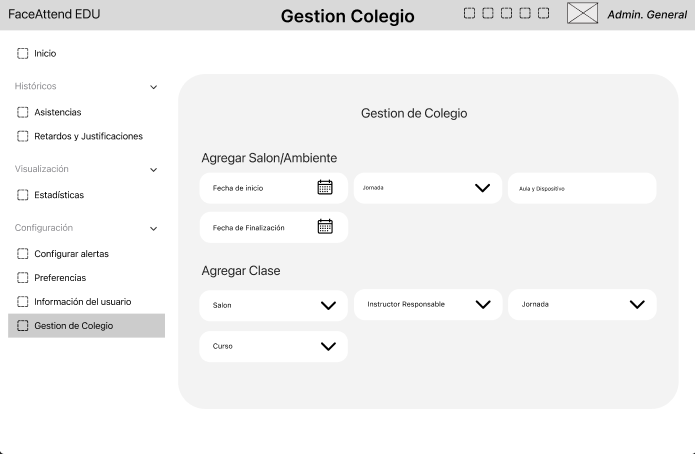 FaceAttend EDU
Gestion Colegio
Admin. General
Inicio
Históricos
Asistencias
Retardos y Justificaciones
Visualización
Estadísticas
Configuración
Configurar alertas
Preferencias
Información del usuario
Gestion de Colegio
Gestion de Colegio
Agregar Salon/Ambiente
Fecha de inicio
Jornada
Aula y Dispositivo
Fecha de Finalización
Agregar Clase
Salon
Instructor Responsable
Jornada
Curso